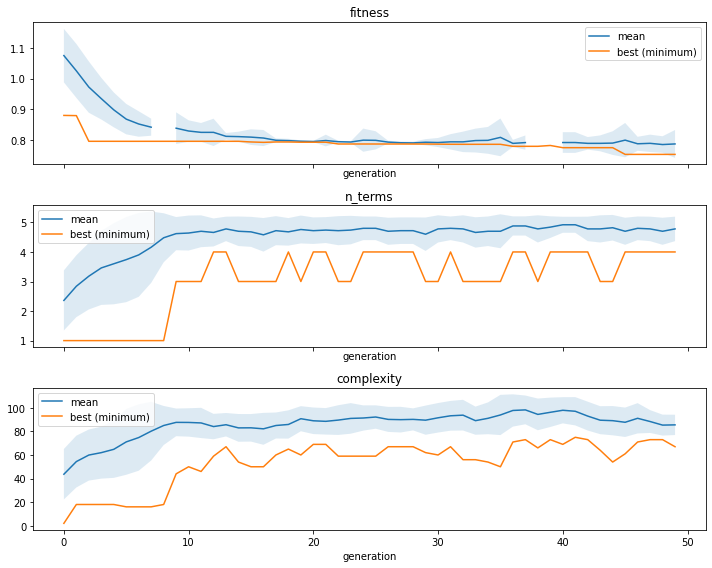 fitness
mean
best (minimum)
1.1
1.0
0.9
0.8
generation
n_terms
mean
best (minimum)
5
4
3
2
1
generation
complexity
mean
best (minimum)
100
80
60
40
20
0
0 10 20 30 40 50
generation